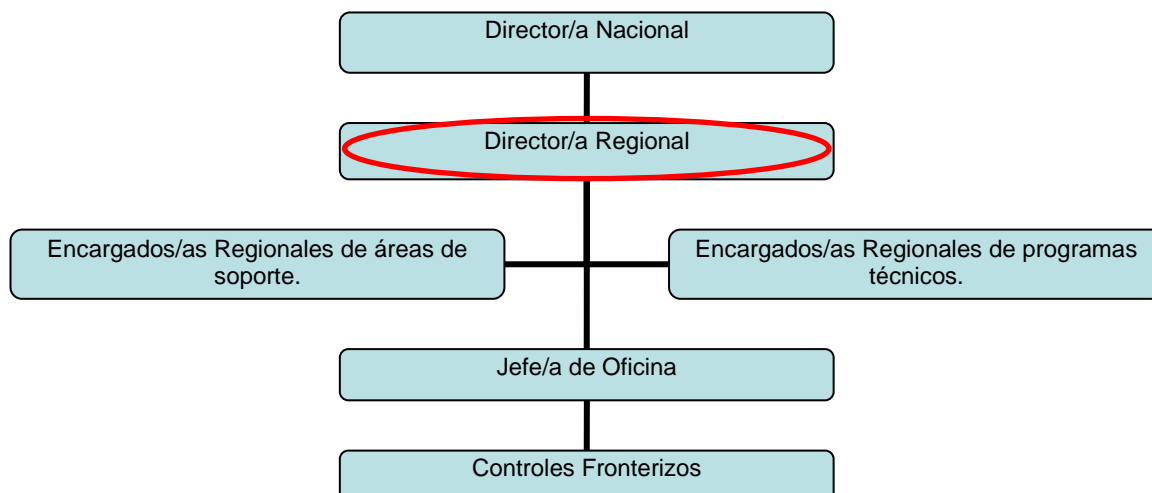 Director/a Nacional
Director/a Regional
Encargados/as Regionales de áreas de
soporte.
Encargados/as Regionales de programas
técnicos.
Jefe/a de Oficina
Controles Fronterizos